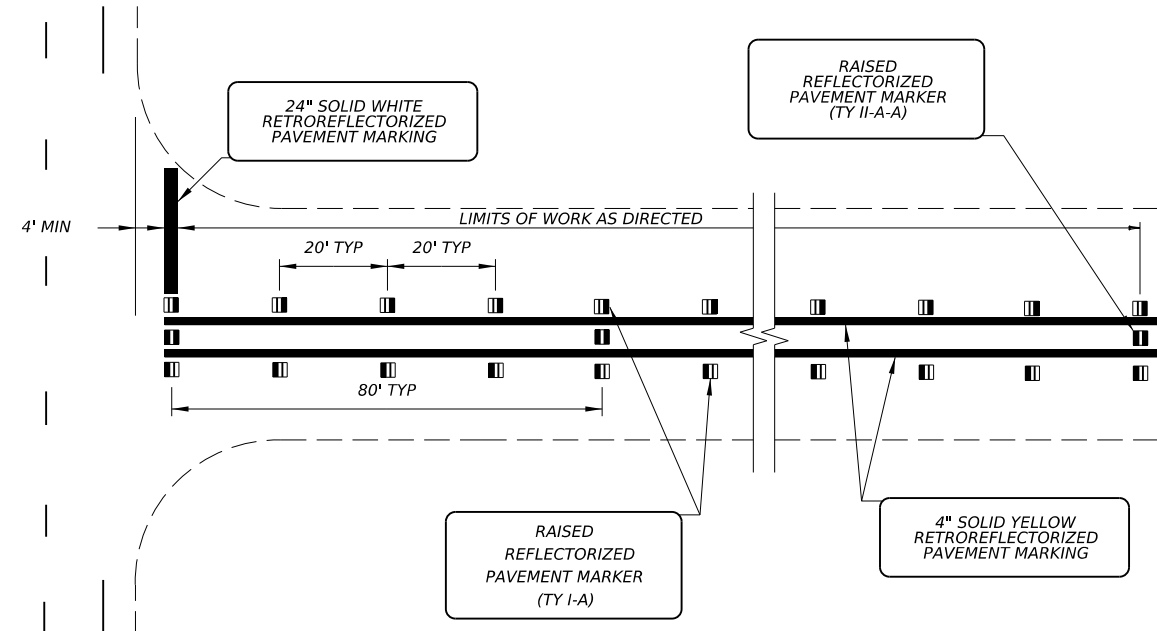 RAISED
REFLECTORIZED
PAVEMENT MARKER
(TY II-A-A)
24" SOLID WHITE
RETROREFLECTORIZED
PAVEMENT MARKING
4' MIN
LIMITS OF WORK AS DIRECTED
20' TYP
20' TYP
80' TYP
RAISED
REFLECTORIZED
PAVEMENT MARKER
(TY I-A)
4" SOLID YELLOW
RETROREFLECTORIZED
PAVEMENT MARKING